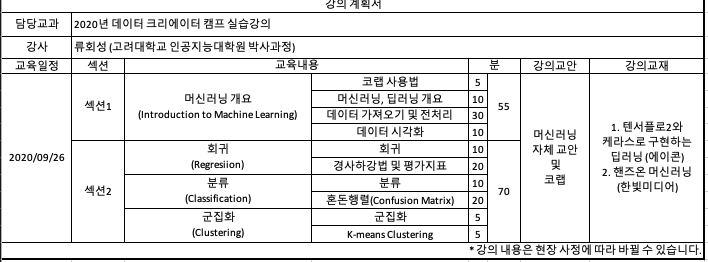 강의 계획서
담당교과 2020년 데이터 크리에이터 캠프 실습강의
강사 류회성 (고려대학교 인공지능대학원 박사과정)
교육일정 섹션 교육내용 분 강의교안 강의교재
2020/09/26
섹션1
머신러닝 개요
(Introduction to Machine Learning)
코랩 사용법 5
머신러닝, 딥러닝 개요 10
데이터 가져오기 및 전처리 30
데이터 시각화 10
55
섹션2
회귀
(Regresiion)
회귀 10
경사하강법 및 평가지표 20
분류
(Classification)
분류 10
혼돈행렬(Confusion Matrix) 20
군집화
(Clustering)
군집화 5
K-means Clustering 5
70
머신러닝
자체 교안
및
코랩
1. 텐서플로2와
케라스로 구현하는
딥러닝 (에이콘)
2. 핸즈온 머신러닝
(한빛미디어)
* 강의 내용은 현장 사정에 따라 바뀔 수 있습니다.